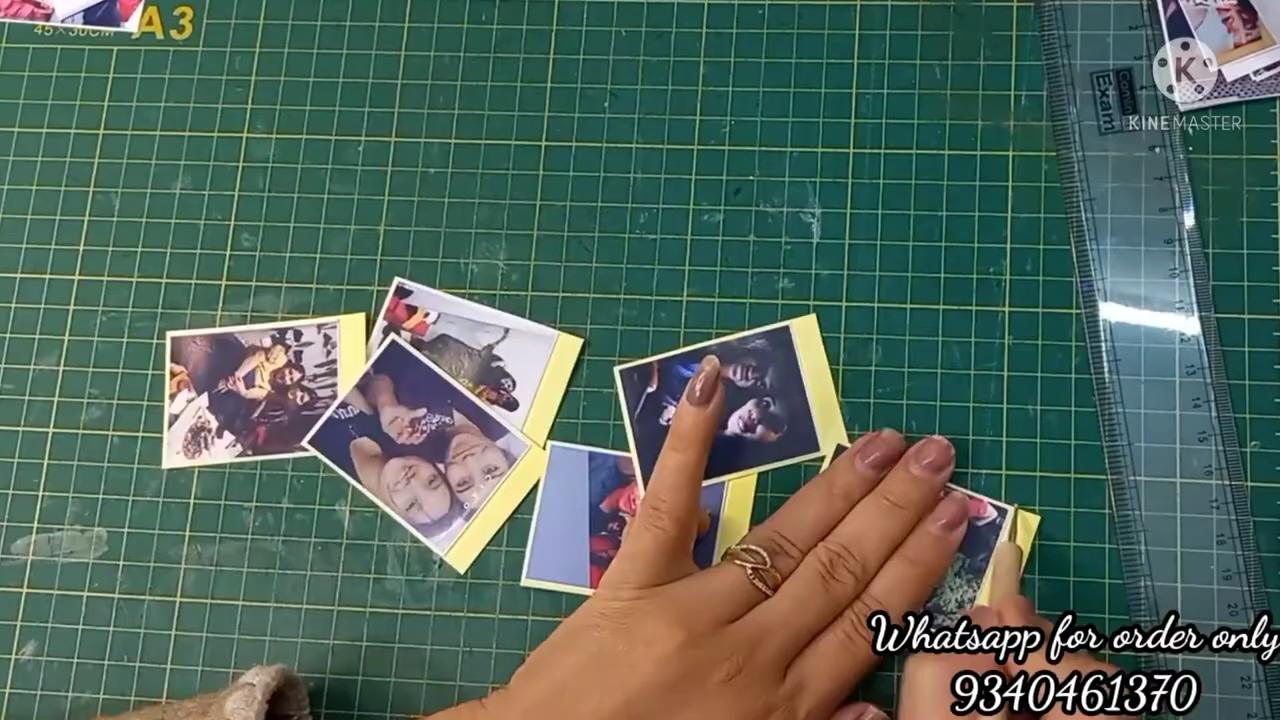 45×30CM A3
KINEMASTER
Exam
Whatsapp for order only
9340461370